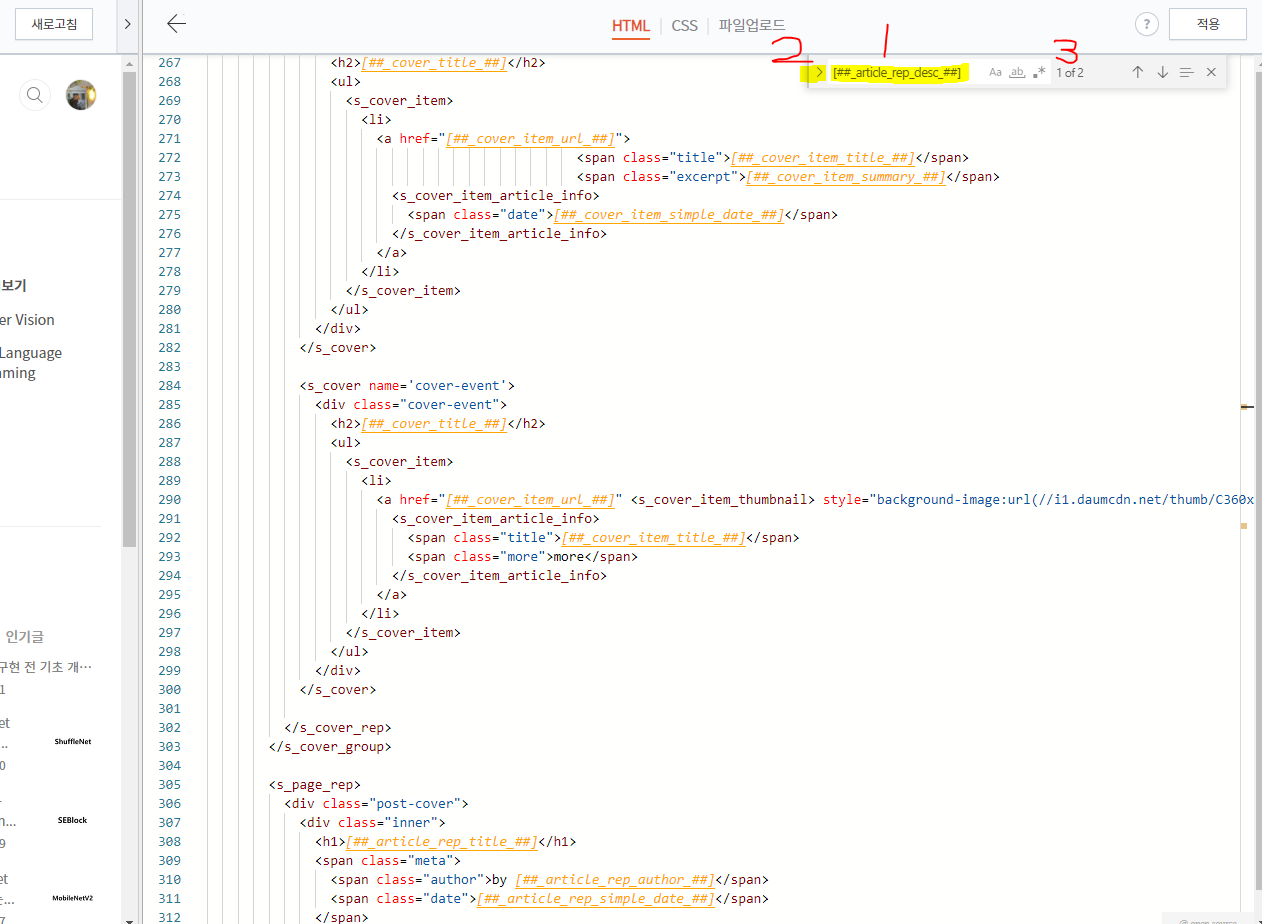 새로고침
HTML
CSS
파일업로드
?
적용
2
1
3
[##_article_rep_desc_##]
Aa
ab
.*
1 of 2
보기
er Vision
Language
ming
인기글
구현 전 기초 개…
1
et
...
ShuffleNet
0
h...
SEBlock
9
et
...
MobileNetV2
7
267 <h2>[##_cover_title_##]</h2>
268 <ul>
269 <s_cover_item>
270 <li>
271 <a href="[##_cover_item_url_##]">
272 <span class="title">[##_cover_item_title_##]</span>
273 <span class="excerpt">[##_cover_item_summary_##]</span>
274 <s_cover_item_article_info>
275 <span class="date">[##_cover_item_simple_date_##]</span>
276 </s_cover_item_article_info>
277 </a>
278 </li>
279 </s_cover_item>
280 </ul>
281 </div>
282 </s_cover>
283
284 <s_cover name='cover-event'>
285 <div class="cover-event">
286 <h2>[##_cover_title_##]</h2>
287 <ul>
288 <s_cover_item>
289 <li>
290 <a href="[##_cover_item_url_##]" <s_cover_item_thumbnail> style="background-image:url(//i1.daumcdn.net/thumb/C360x
291 <s_cover_item_article_info>
292 <span class="title">[##_cover_item_title_##]</span>
293 <span class="more">more</span>
294 </s_cover_item_article_info>
295 </a>
296 </li>
297 </s_cover_item>
298 </ul>
299 </div>
300 </s_cover>
301
302 </s_cover_rep>
303 </s_cover_group>
304
305 <s_page_rep>
306 <div class="post-cover">
307 <div class="inner">
308 <h1>[##_article_rep_title_##]</h1>
309 <span class="meta">
310 <span class="author">by [##_article_rep_author_##]</span>
311 <span class="date">[##_article_rep_simple_date_##]</span>
312 </span>